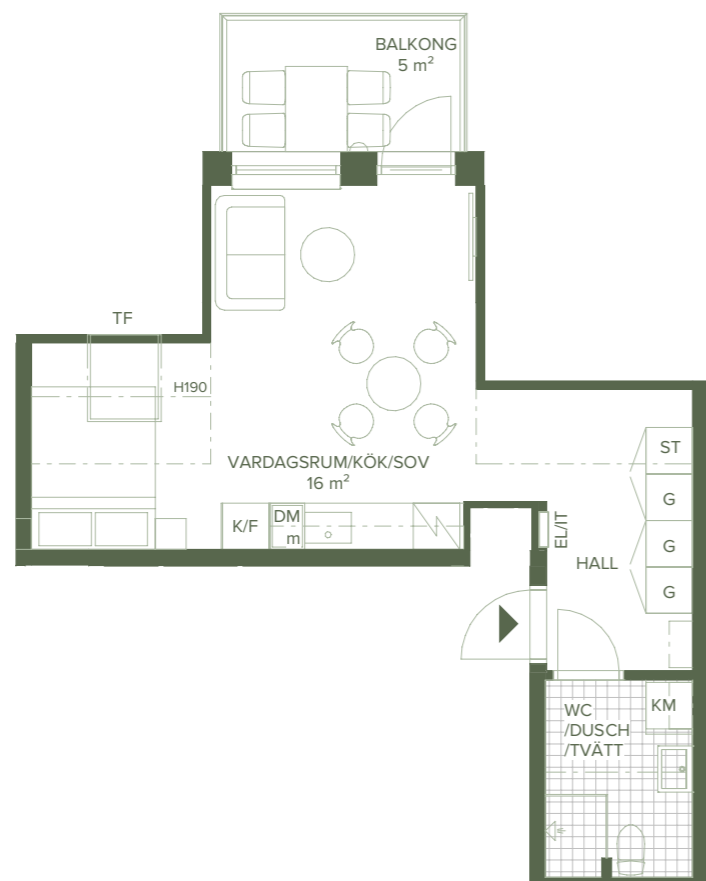 BALKONG
5 m²
TF
H190
VARDAGSRUM/KÖK/SOV
16 m²
ST
G
G
G
K/F
DM
m
EL/IT
HALL
KM
WC
/DUSCH
/TVÄTT